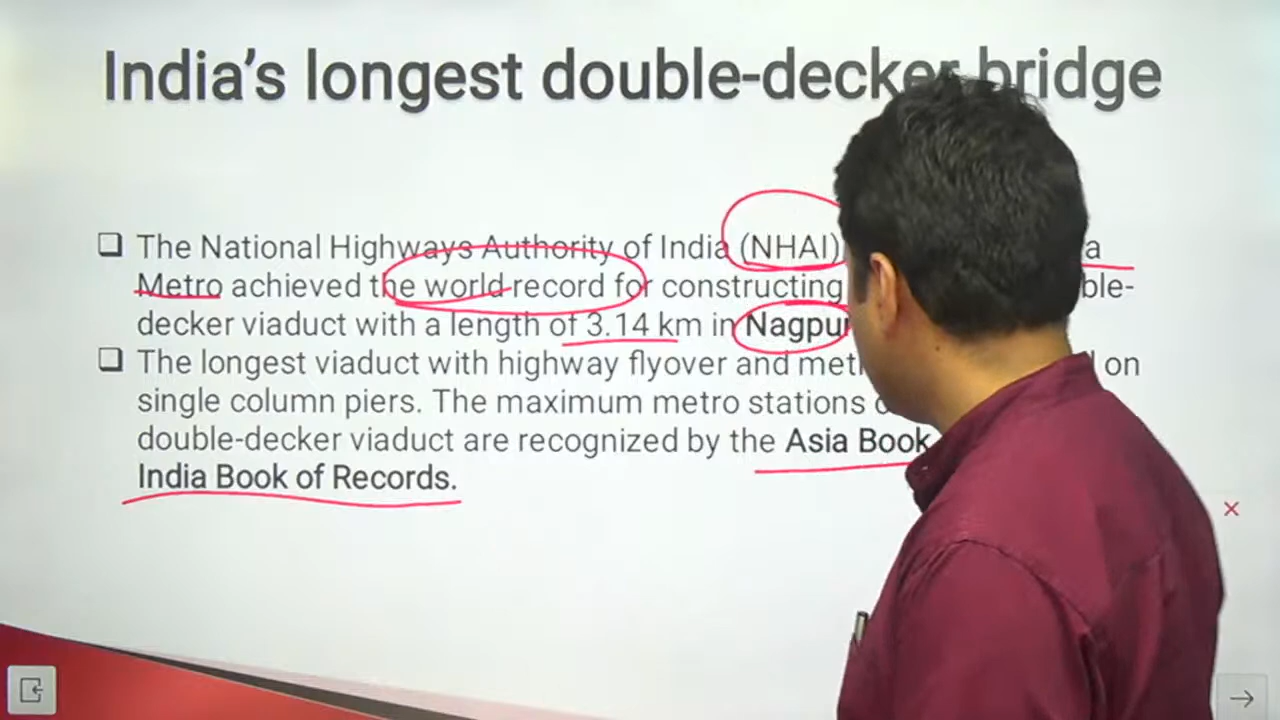 India's longest double-decker bridge
The National Highways Authority of India (NHAI) a
Metro achieved the world record for constructing ble-
decker viaduct with a length of 3.14 km in Nagpur
The longest viaduct with highway flyover and on
single column piers. The maximum metro stations
double-decker viaduct are recognized by the Asia Book
India Book of Records.